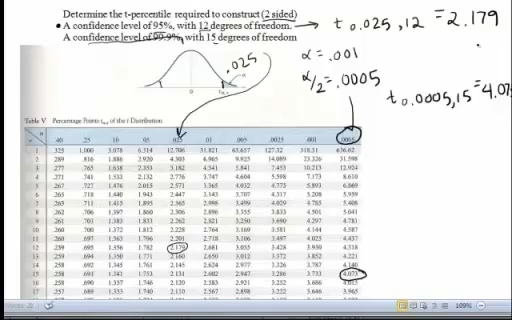 Determine the t-percentile required to construct (2 sided)
• A confidence level of 95%, with 12 degrees of freedom. → t 0.025, 12 = 2.179
A confidence level of 99.9%, with 15 degrees of freedom
.025
α = .001
α/2 = .0005
t 0.0005, 15 = 4.07
0
Table V Percentage Points of the t Distribution
.40 .25 .10 .05 .025 .01 .005 .0025 .001 .0005
1 .325 1.000 3.078 6.314 12.706 31.821 63.657 127.32 318.31 636.62
2 .289 .816 1.886 2.920 4.303 6.965 9.925 14.089 23.326 31.598
3 .277 .765 1.638 2.353 3.182 4.541 5.841 7.453 10.213 12.924
4 .271 .741 1.533 2.132 2.776 3.747 4.604 5.598 7.173 8.610
5 .267 .727 1.476 2.015 2.571 3.365 4.032 4.773 5.893 6.869
6 .265 .718 1.440 1.943 2.447 3.143 3.707 4.317 5.208 5.959
7 .263 .711 1.415 1.895 2.365 2.998 3.499 4.029 4.785 5.408
8 .262 .706 1.397 1.860 2.306 2.896 3.355 3.833 4.501 5.041
9 .261 .703 1.383 1.833 2.262 2.821 3.250 3.690 4.297 4.781
10 .260 .700 1.372 1.812 2.228 2.764 3.169 3.581 4.144 4.587
11 .260 .697 1.363 1.796 2.201 2.718 3.106 3.497 4.025 4.437
12 .259 .695 1.356 1.782 2.179 2.681 3.055 3.428 3.930 4.318
13 .259 .694 1.350 1.771 2.160 2.650 3.012 3.372 3.852 4.221
14 .258 .692 1.345 1.761 2.145 2.624 2.977 3.326 3.787 4.140
15 .258 .691 1.341 1.753 2.131 2.602 2.947 3.286 3.733 4.073
16 .258 .690 1.337 1.746 2.120 2.583 2.921 3.252 3.686 4.015
17 .257 .689 1.333 1.740 2.110 2.567 2.898 3.222 3.646 3.965
109%